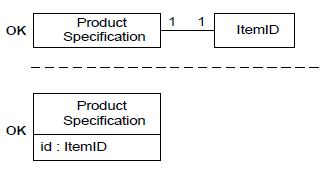 OK
Product
Specification
1
1
ItemID
OK
Product
Specification
id : ItemID